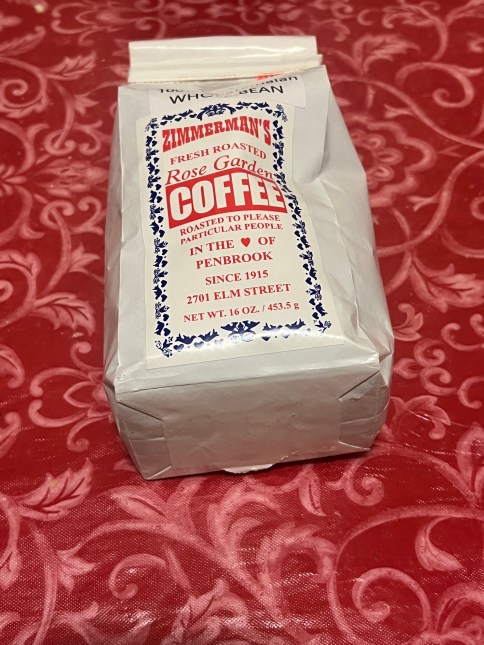 WHOLE BEAN
ZIMMERMAN'S
FRESH ROASTED
Rose Garden
COFFEE
ROASTED TO PLEASE
PARTICULAR PEOPLE
IN THE ♥ OF
PENBROOK
SINCE 1915
2701 ELM STREET
NET WT. 16 OZ. / 453.5 g